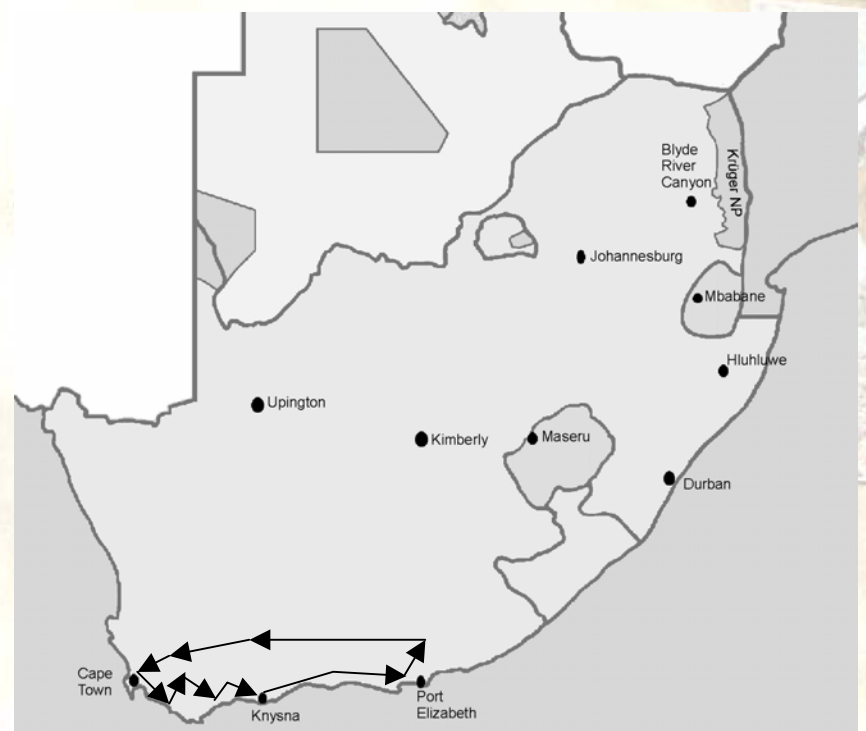 Blyde
River
Canyon
Krüger NP
Johannesburg
Mbabane
Hluhluwe
Upington
Kimberly
Maseru
Durban
Cape
Town
Knysna
Port
Elizabeth